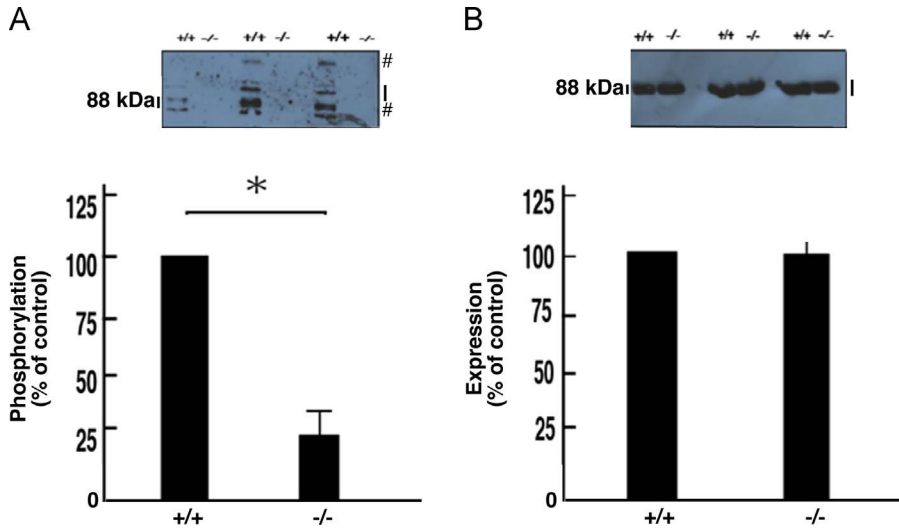 A
+/+ -/- +/+ -/- +/+ -/-
#
88 kDa
#
*
125
100
75
50
25
0
Phosphorylation
(% of control)
+/+ -/-
B
+/+ -/- +/+ -/- +/+ -/-
88 kDa
125
100
75
50
25
0
Expression
(% of control)
+/+ -/-